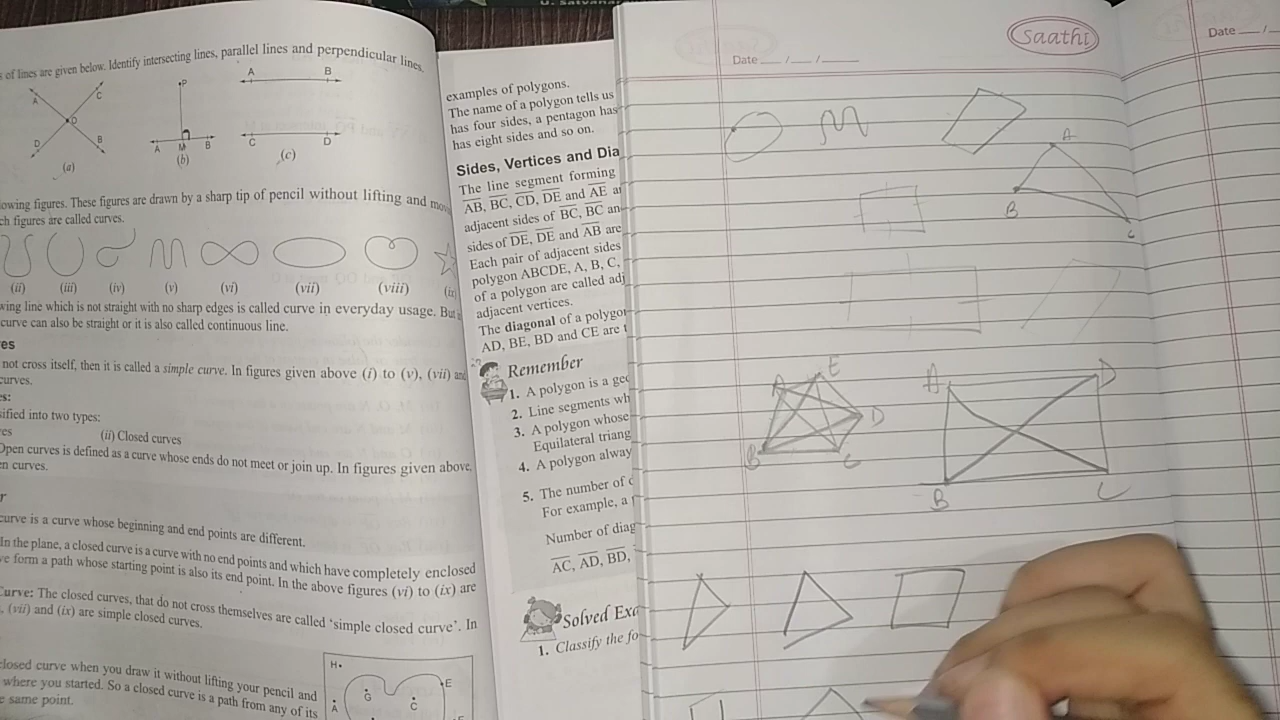 s of lines are given below. Identify intersecting lines, parallel lines and perpendicular lines.
A C O D B
(a)
P
A M B
(b)
A B
C D
(c)
owing figures. These figures are drawn by a sharp tip of pencil without lifting and mov
ch figures are called curves.
(ii) (iii) (iv) (v) (vi) (vii) (viii) (ix
wing line which is not straight with no sharp edges is called curve in everyday usage. But
curve can also be straight or it is also called continuous line.
es
not cross itself, then it is called a simple curve. In figures given above (i) to (v), (vii) and
curves.
s:
sified into two types:
es (ii) Closed curves
Open curves is defined as a curve whose ends do not meet or join up. In figures given above
en curves.
r
curve is a curve whose beginning and end points are different.
In the plane, a closed curve is a curve with no end points and which have completely enclosed
ve form a path whose starting point is also its end point. In the above figures (vi) to (ix) are
Curve: The closed curves, that do not cross themselves are called 'simple closed curve'. In
, (vii) and (ix) are simple closed curves.
closed curve when you draw it without lifting your pencil and
where you started. So a closed curve is a path from any of its
e same point.
H
G
E
A
C
examples of polygons.
The name of a polygon tells us
has four sides, a pentagon has
has eight sides and so on.
Sides, Vertices and Dia
The line segment forming
AB, BC, CD, DE and AE ar
adjacent sides of BC, BC an
sides of DE, DE and AB are
Each pair of adjacent sides
polygon ABCDE, A, B, C,
of a polygon are called adj
adjacent vertices.
The diagonal of a polygon
AD, BE, BD and CE are t
Remember
1. A polygon is a geo
2. Line segments wh
3. A polygon whose
Equilateral triang
4. A polygon alway
5. The number of d
For example, a p
Number of diag
AC, AD, BD,
Solved Exa
1. Classify the fo
Saathi
Date __ / __ / ____
Date __ /
A
B
C
A E
D
B C
A D
B C